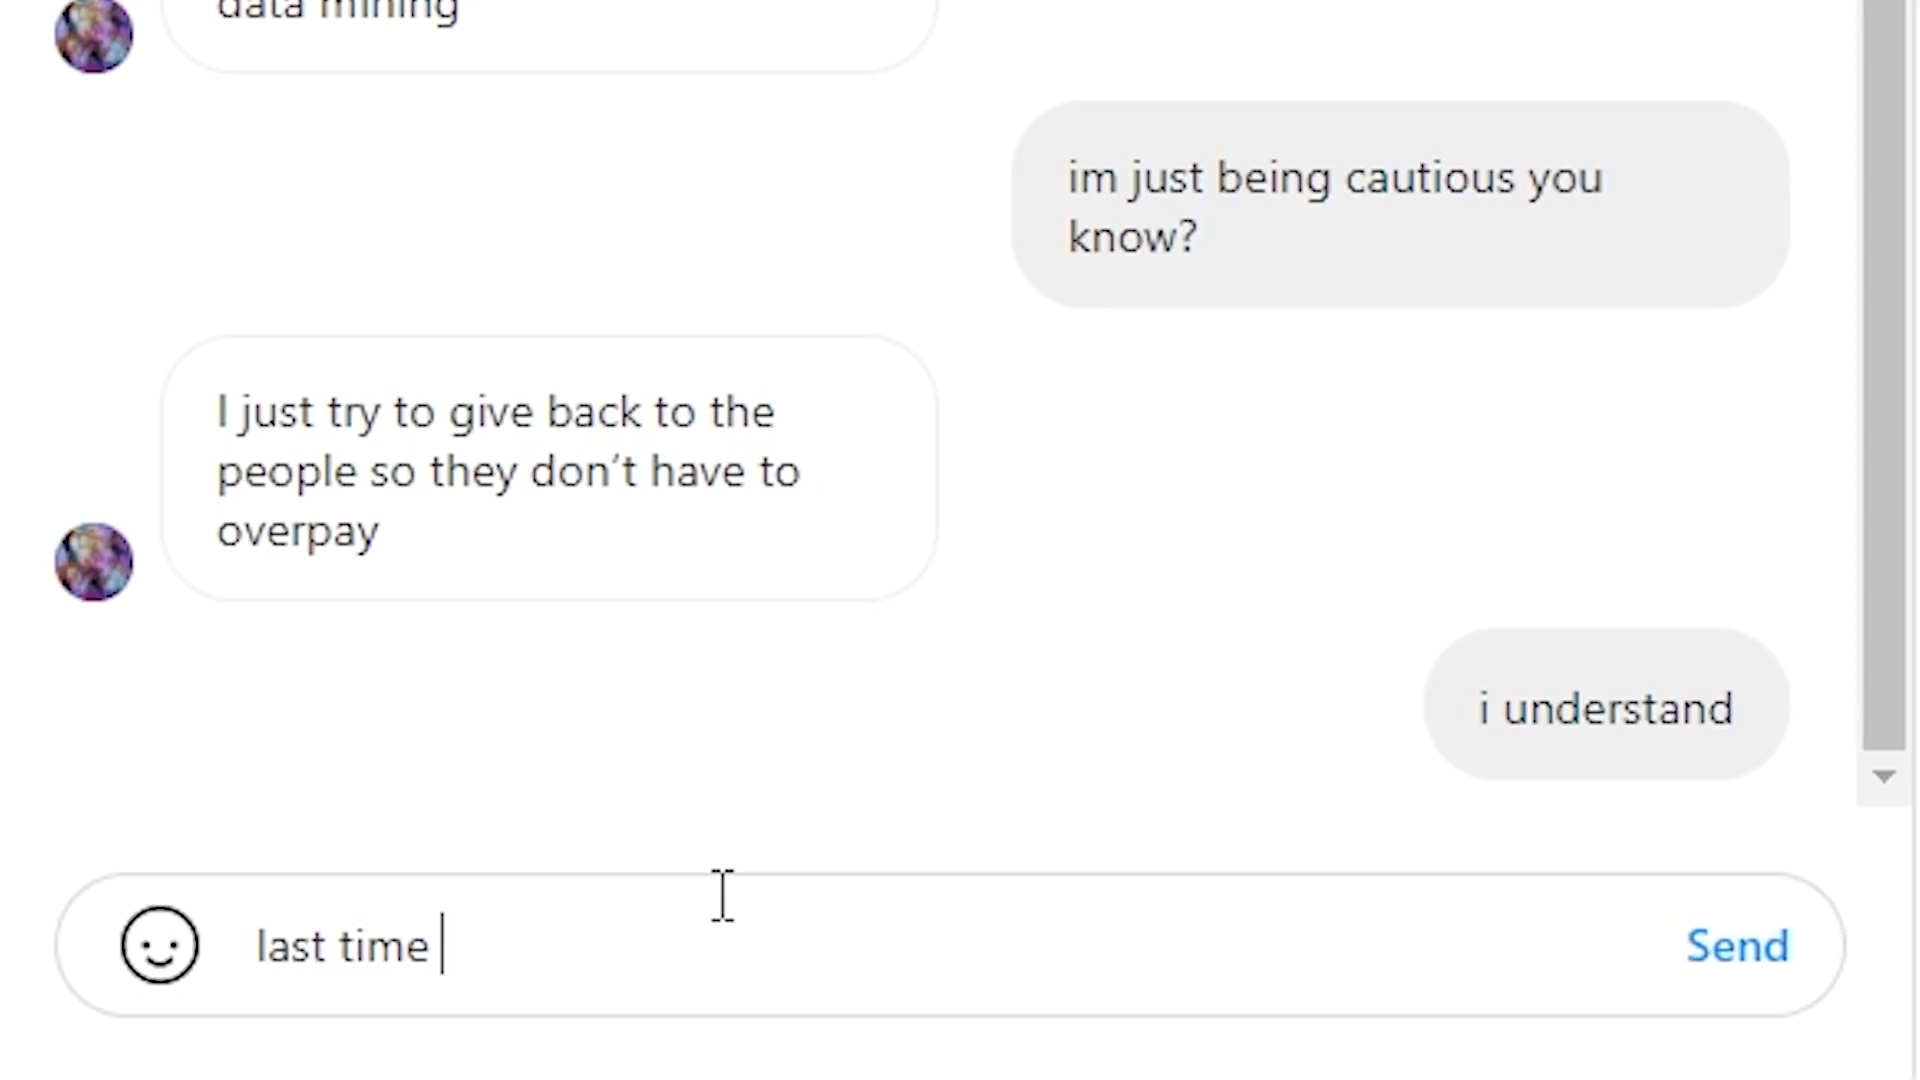 data mining
im just being cautious you
know?
I just try to give back to the
people so they don't have to
overpay
i understand
last time
Send